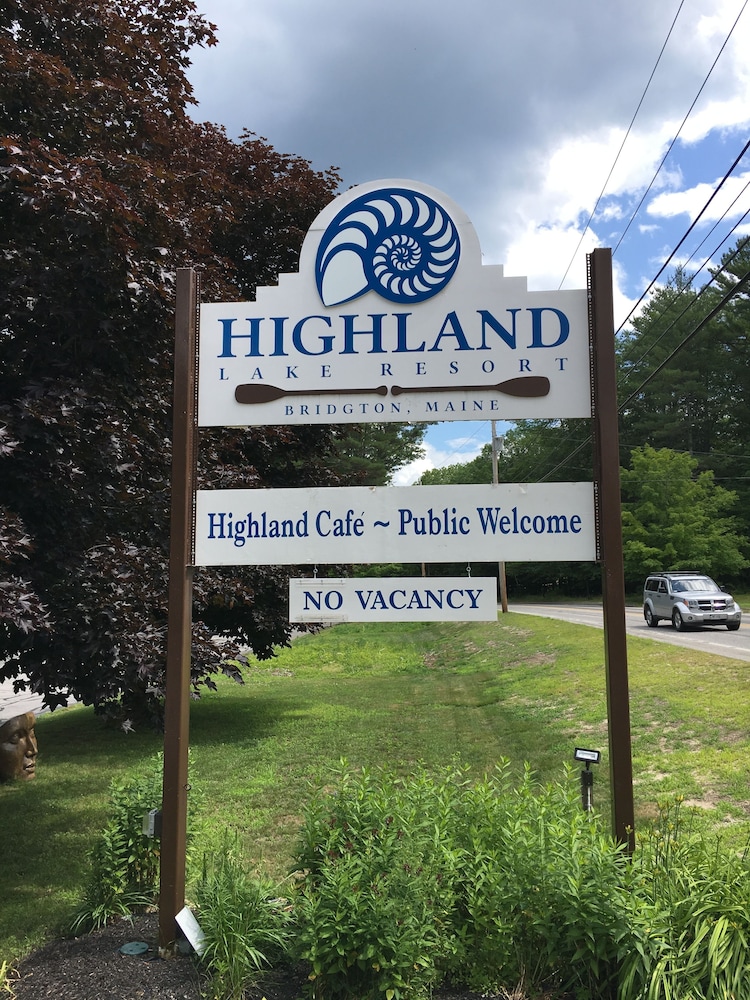 HIGHLAND
LAKE RESORT
BRIDGTON, MAINE
Highland Café ~ Public Welcome
NO VACANCY